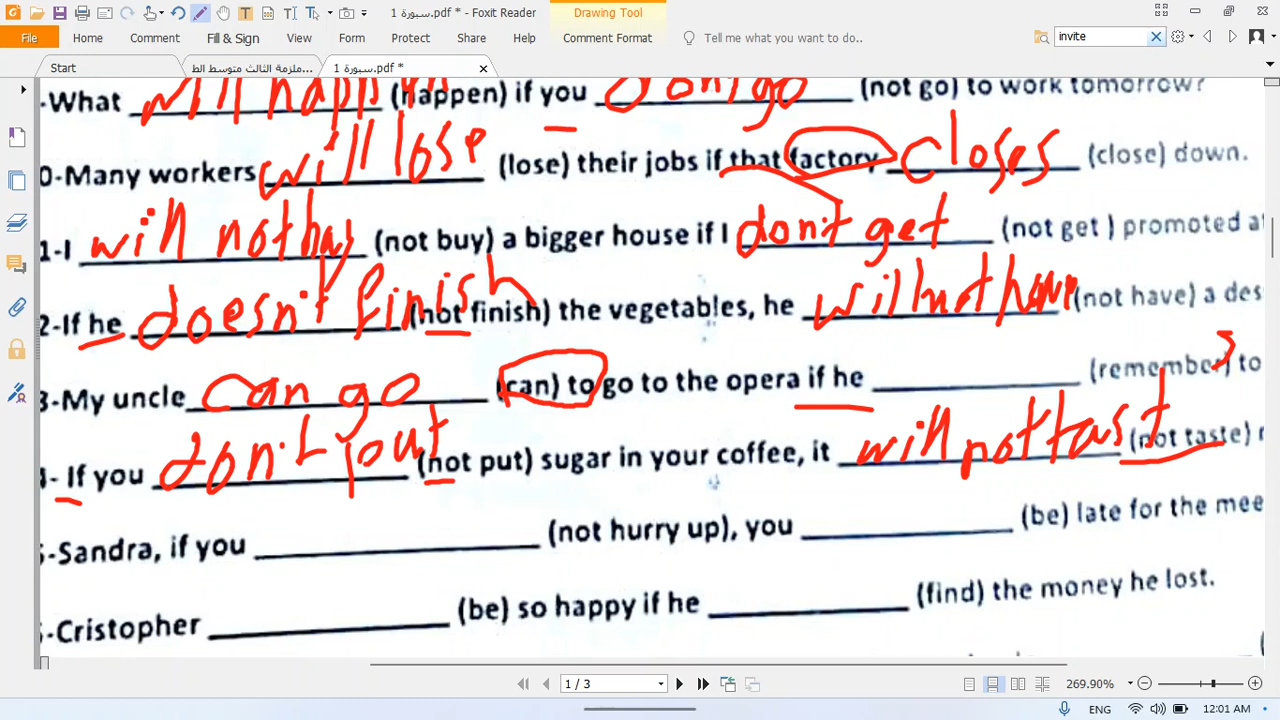 1 سبورة.pdf * - Foxit Reader
Drawing Tool
File Home Comment Fill & Sign View Form Protect Share Help Comment Format Tell me what you want to do.. invite
Start ملزمة الثالث متوسط الط... 1 سبورة.pdf *
-What will happen (happen) if you don't go (not go) to work tomorrow?
0-Many workers will lose (lose) their jobs if that factory closes (close) down.
1-I will not (not buy) a bigger house if I don't get (not get ) promoted at
2-If he doesn't finish (not finish) the vegetables, he will not have (not have) a des
3-My uncle can go (can) to go to the opera if he (remember) to
4- If you don't put (not put) sugar in your coffee, it will not tast (not taste)
5-Sandra, if you (not hurry up), you (be) late for the mee
-Cristopher (be) so happy if he (find) the money he lost.
1 / 3 269.90%
ENG 12:01 AM